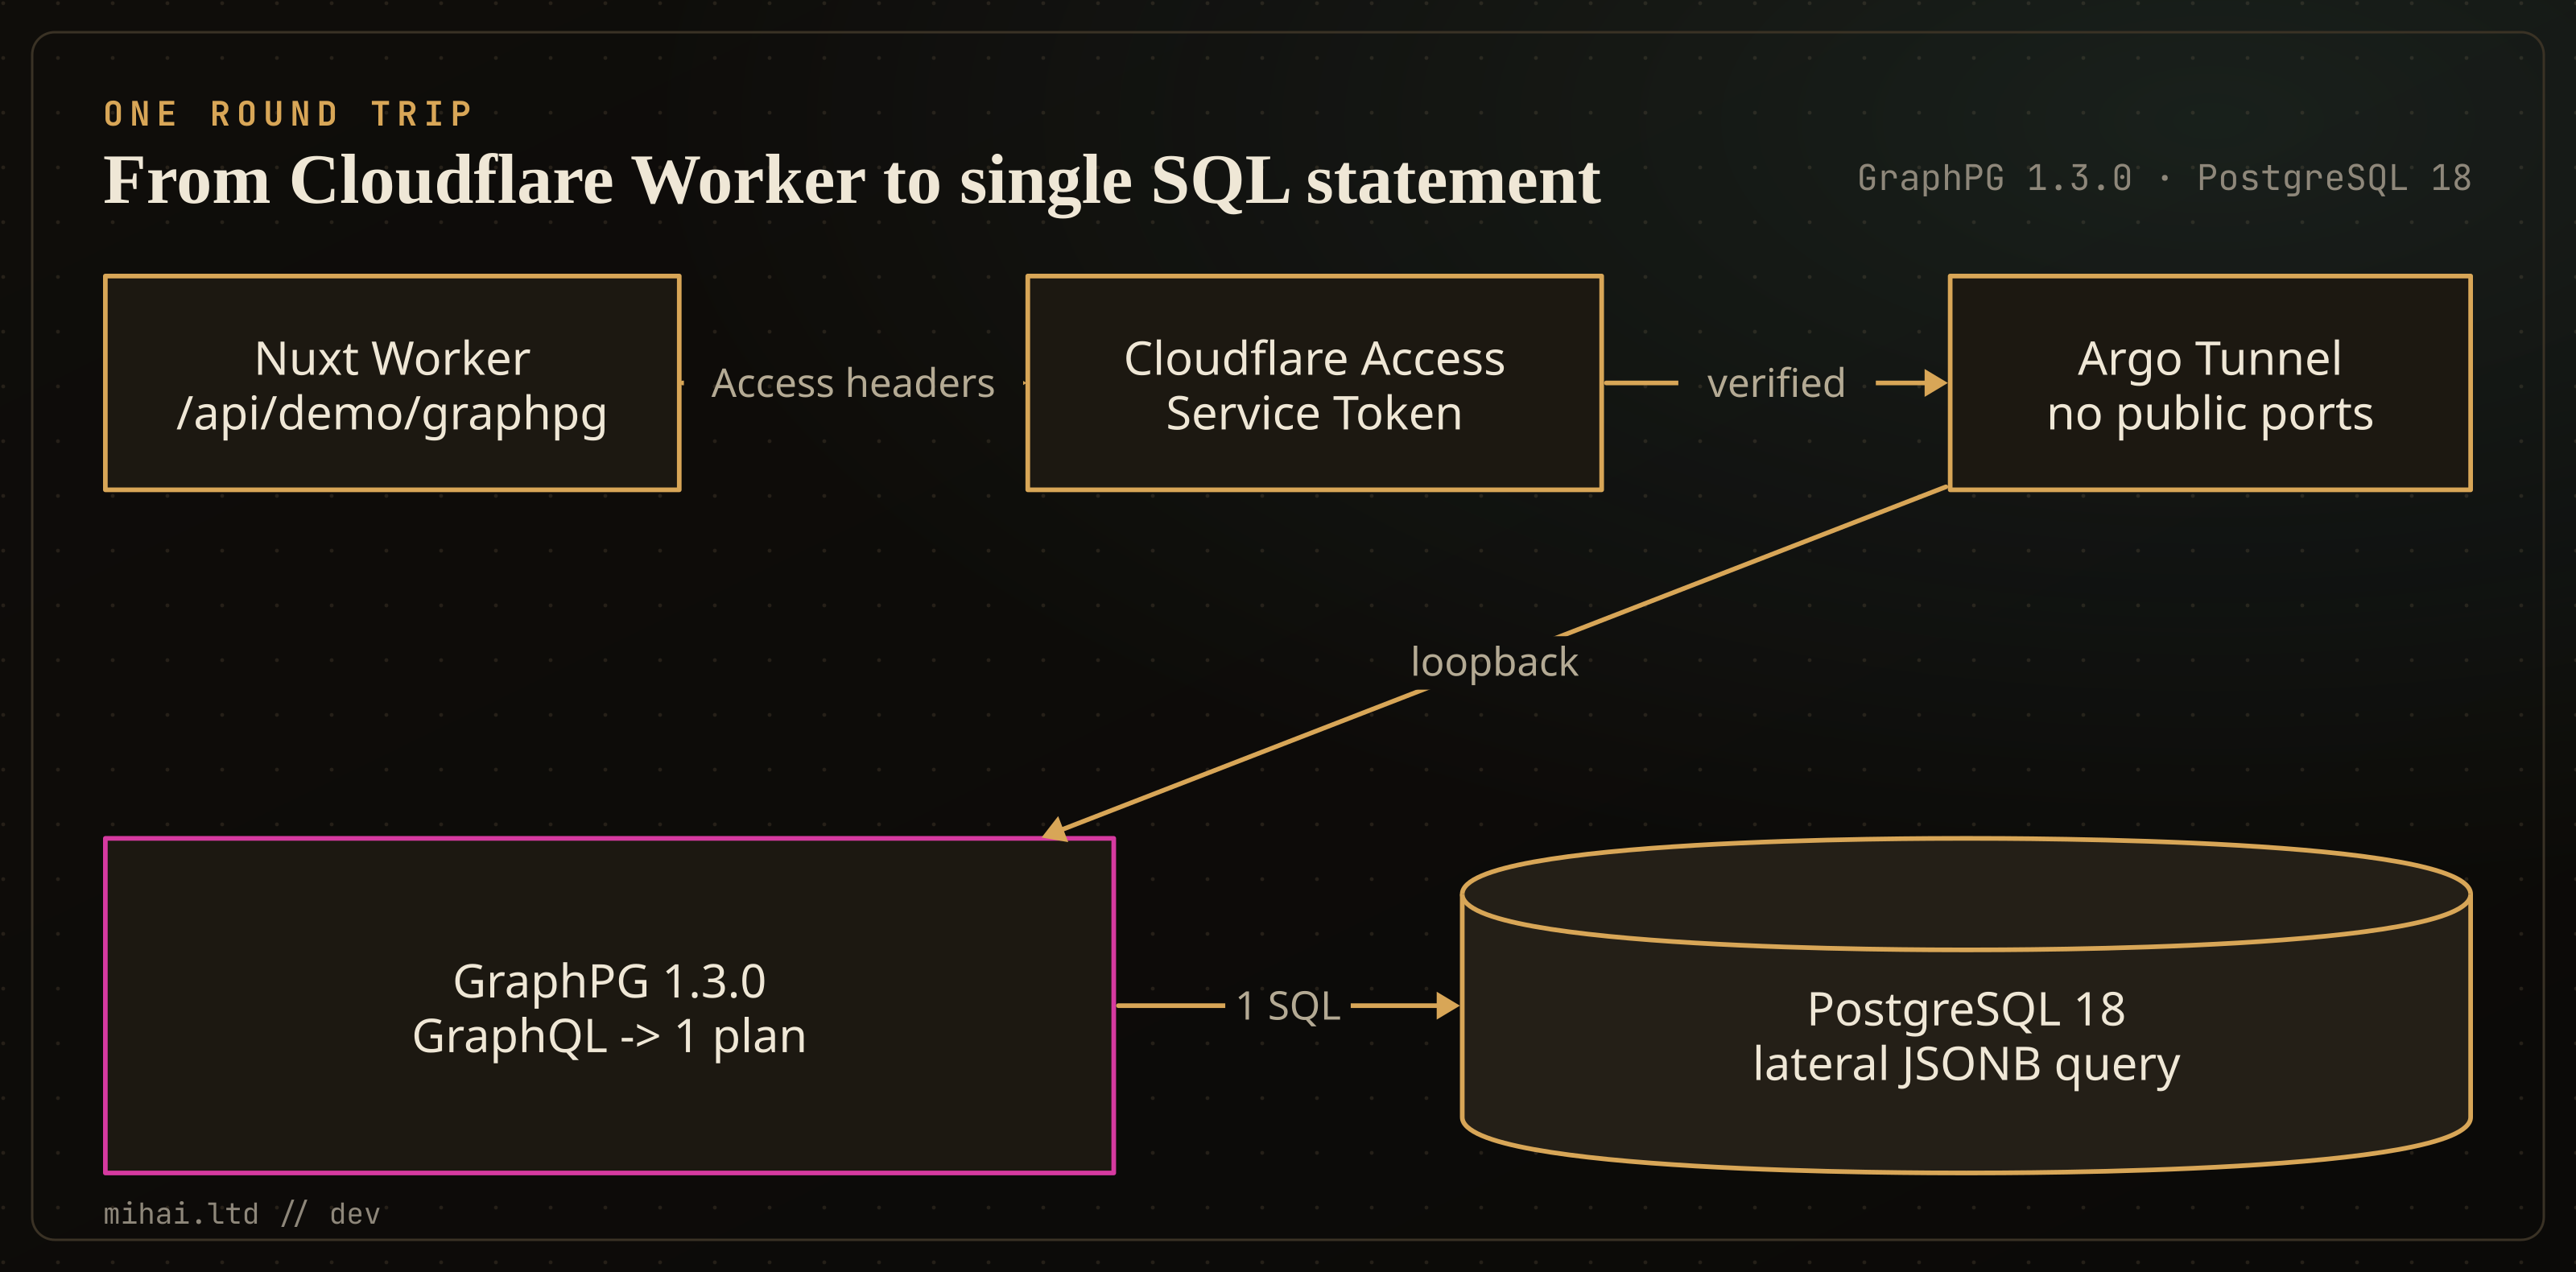 ONE ROUND TRIP
From Cloudflare Worker to single SQL statement
GraphPG 1.3.0 · PostgreSQL 18
Nuxt Worker
/api/demo/graphpg
Access headers
Cloudflare Access
Service Token
verified
Argo Tunnel
no public ports
loopback
GraphPG 1.3.0
GraphQL -> 1 plan
1 SQL
PostgreSQL 18
lateral JSONB query
mihai.ltd // dev